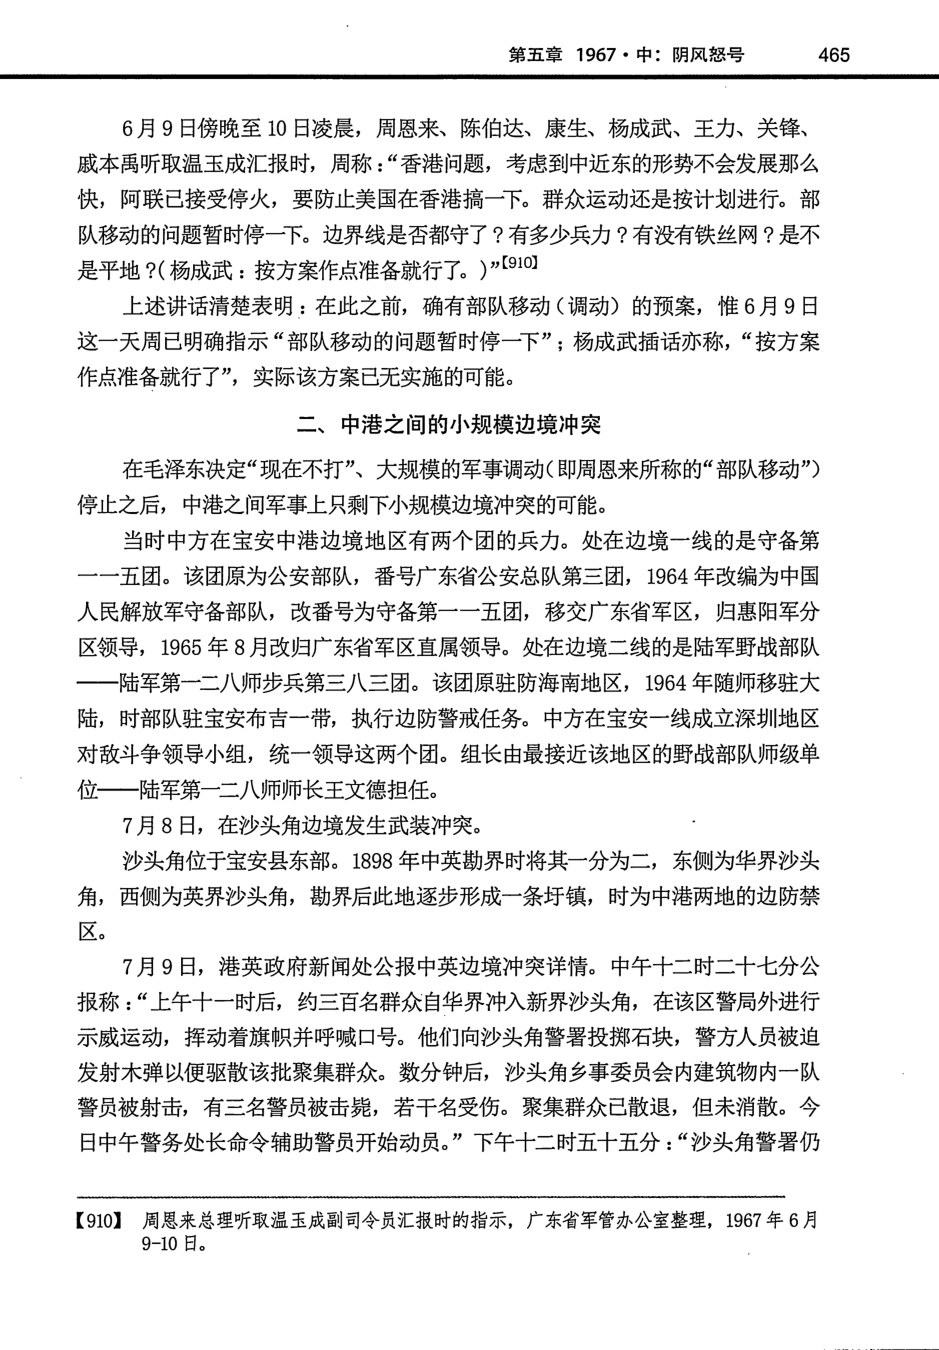 第五章 1967·中：阴风怒号 465
6月9日傍晚至10日凌晨，周恩来、陈伯达、康生、杨成武、王力、关锋、
戚本禹听取温玉成汇报时，周称：“香港问题，考虑到中近东的形势不会发展那么
快，阿联已接受停火，要防止美国在香港搞一下。群众运动还是按计划进行。部
队移动的问题暂时停一下。边界线是否都守了？有多少兵力？有没有铁丝网？是不
是平地？（杨成武：按方案作点准备就行了。）”【910】
上述讲话清楚表明：在此之前，确有部队移动（调动）的预案，惟6月9日
这一天周已明确指示“部队移动的问题暂时停一下”；杨成武插话亦称，“按方案
作点准备就行了”，实际该方案已无实施的可能。
二、中港之间的小规模边境冲突
在毛泽东决定“现在不打”、大规模的军事调动（即周恩来所称的“部队移动”）
停止之后，中港之间军事上只剩下小规模边境冲突的可能。
当时中方在宝安中港边境地区有两个团的兵力。处在边境一线的是守备第
一一五团。该团原为公安部队，番号广东省公安总队第三团，1964年改编为中国
人民解放军守备部队，改番号为守备第一一五团，移交广东省军区，归惠阳军分
区领导，1965年8月改归广东省军区直属领导。处在边境二线的是陆军野战部队
——陆军第一二八师步兵第三八三团。该团原驻防海南地区，1964年随师移驻大
陆，时部队驻宝安布吉一带，执行边防警戒任务。中方在宝安一线成立深圳地区
对敌斗争领导小组，统一领导这两个团。组长由最接近该地区的野战部队师级单
位——陆军第一二八师师长王文德担任。
7月8日，在沙头角边境发生武装冲突。
沙头角位于宝安县东部。1898年中英勘界时将其一分为二，东侧为华界沙头
角，西侧为英界沙头角，勘界后此地逐步形成一条圩镇，时为中港两地的边防禁
区。
7月9日，港英政府新闻处公报中英边境冲突详情。中午十二时二十七分公
报称：“上午十一时后，约三百名群众自华界冲入新界沙头角，在该区警局外进行
示威运动，挥动着旗帜并呼喊口号。他们向沙头角警署投掷石块，警方人员被迫
发射木弹以便驱散该批聚集群众。数分钟后，沙头角乡事委员会内建筑物内一队
警员被射击，有三名警员被击毙，若干名受伤。聚集群众已散退，但未消散。今
日中午警务处长命令辅助警员开始动员。”下午十二时五十五分：“沙头角警署仍
【910】 周恩来总理听取温玉成副司令员汇报时的指示，广东省军管办公室整理，1967年6月
9-10日。